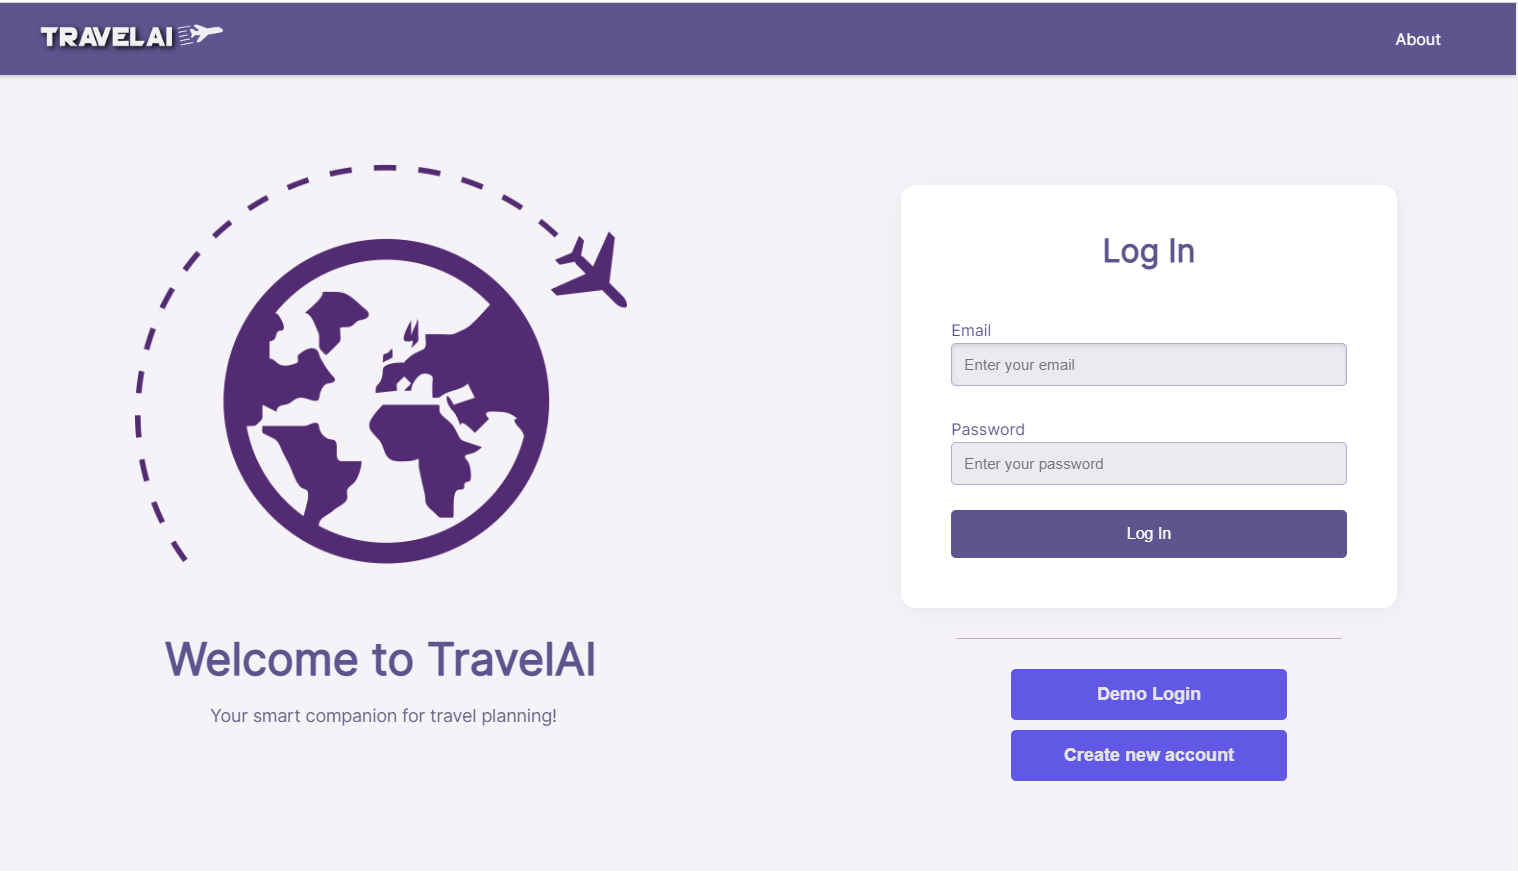 TRAVELAI
About
Log In
Email
Enter your email
Password
Enter your password
Log In
Welcome to TravelAI
Your smart companion for travel planning!
Demo Login
Create new account